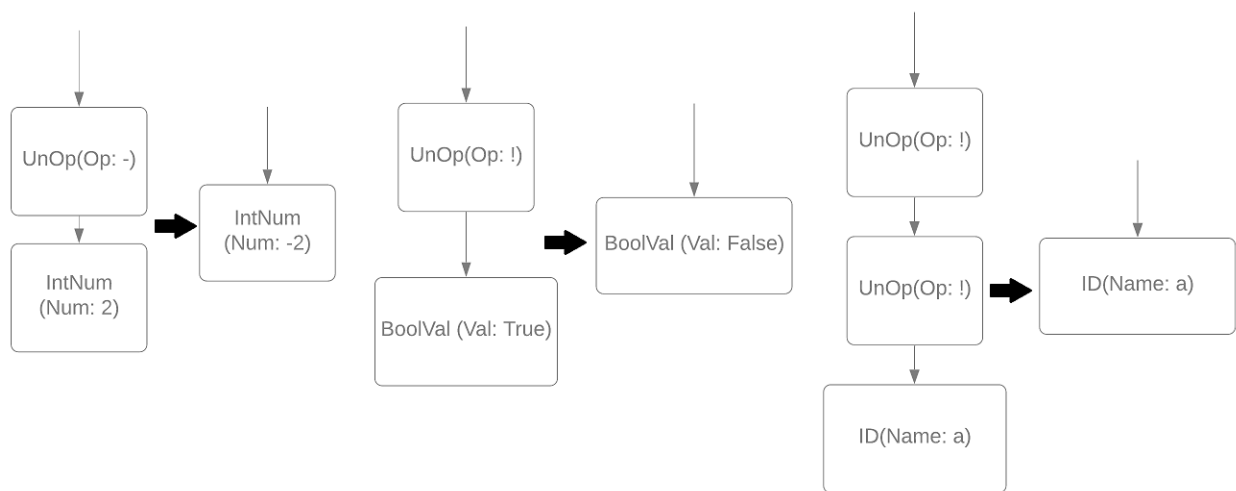 UnOp(Op: -)
IntNum
(Num: 2)
IntNum
(Num: -2)
UnOp(Op: !)
BoolVal (Val: True)
BoolVal (Val: False)
UnOp(Op: !)
UnOp(Op: !)
ID(Name: a)
ID(Name: a)